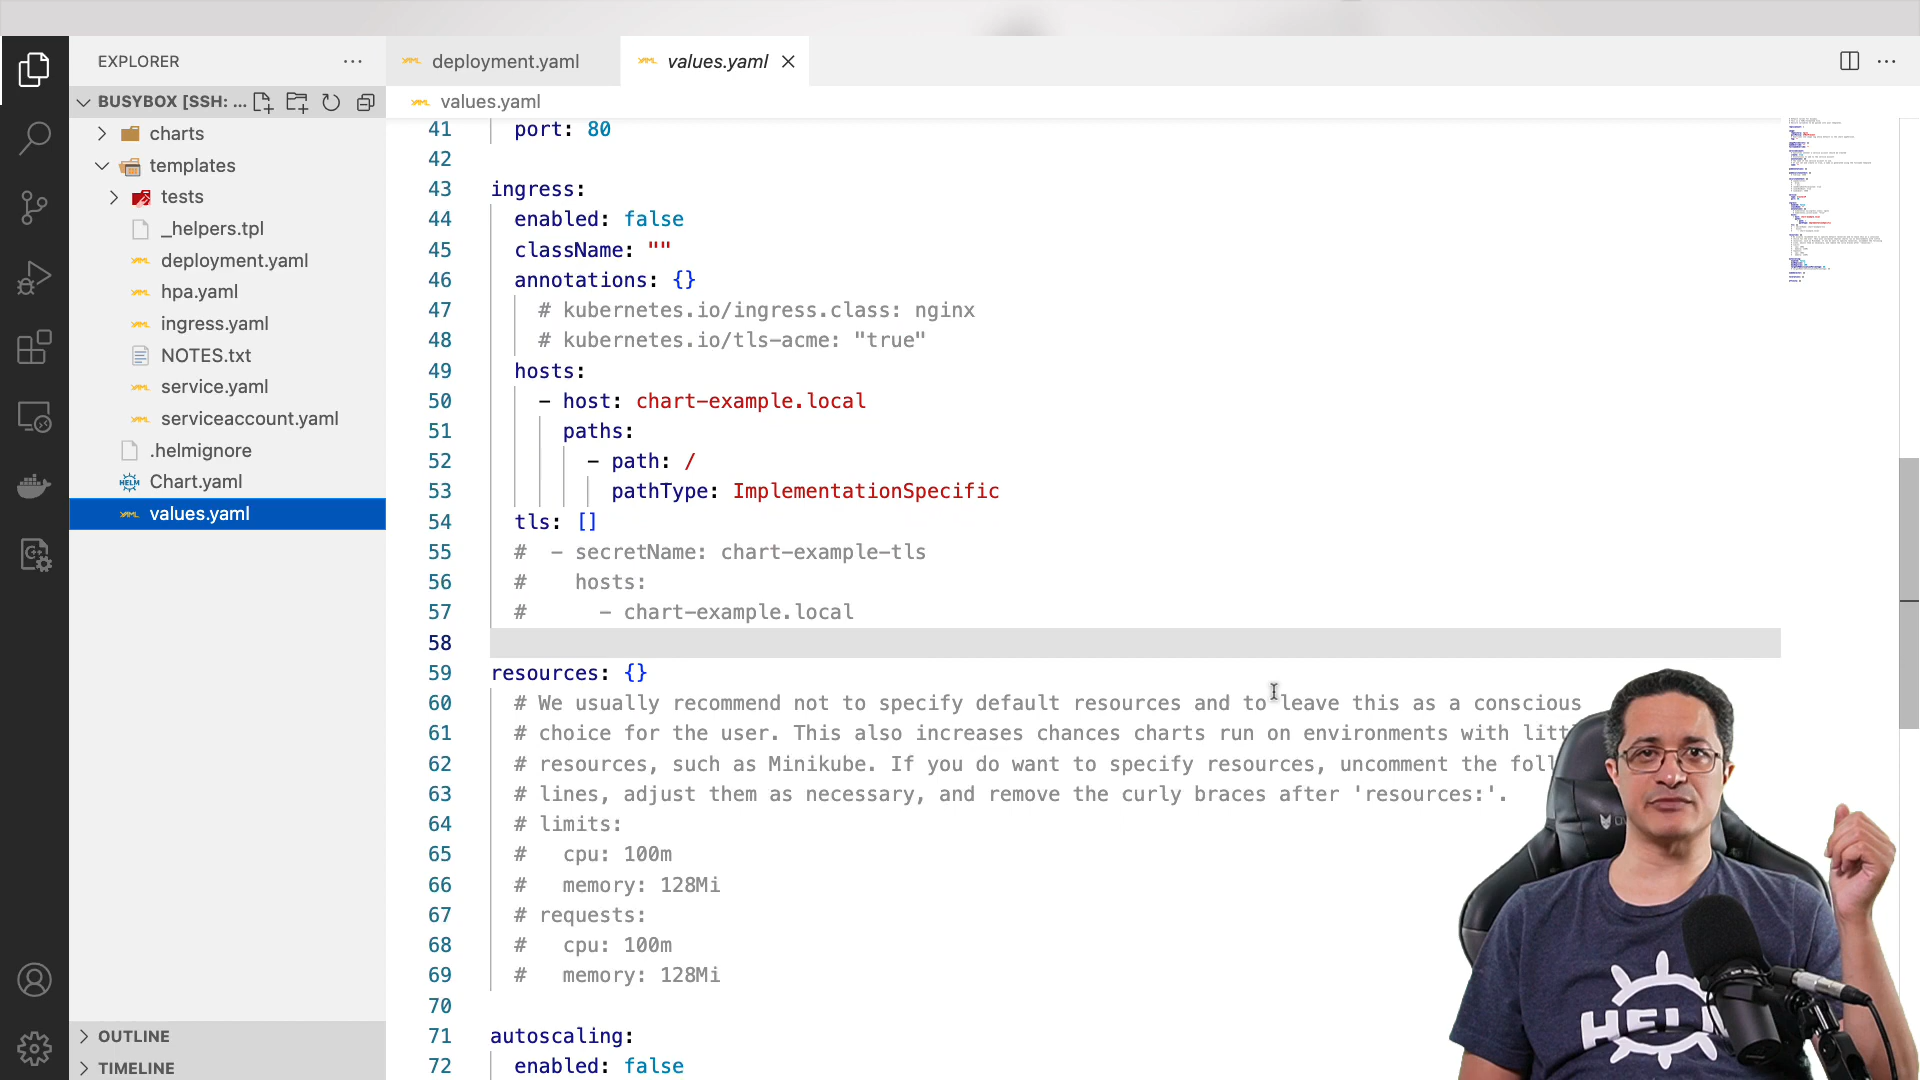 EXPLORER
BUSYBOX [SSH: ...
charts
templates
tests
_helpers.tpl
deployment.yaml
hpa.yaml
ingress.yaml
NOTES.txt
service.yaml
serviceaccount.yaml
.helmignore
HELM Chart.yaml
values.yaml
OUTLINE
TIMELINE
deployment.yaml
values.yaml
values.yaml
41 port: 80
42
43 ingress:
44 enabled: false
45 className: ""
46 annotations: {}
47 # kubernetes.io/ingress.class: nginx
48 # kubernetes.io/tls-acme: "true"
49 hosts:
50 - host: chart-example.local
51 paths:
52 - path: /
53 pathType: ImplementationSpecific
54 tls: []
55 # - secretName: chart-example-tls
56 # hosts:
57 # - chart-example.local
58
59 resources: {}
60 # We usually recommend not to specify default resources and to leave this as a conscious
61 # choice for the user. This also increases chances charts run on environments with litt
62 # resources, such as Minikube. If you do want to specify resources, uncomment the foll
63 # lines, adjust them as necessary, and remove the curly braces after 'resources:'.
64 # limits:
65 # cpu: 100m
66 # memory: 128Mi
67 # requests:
68 # cpu: 100m
69 # memory: 128Mi
70
71 autoscaling:
72 enabled: false